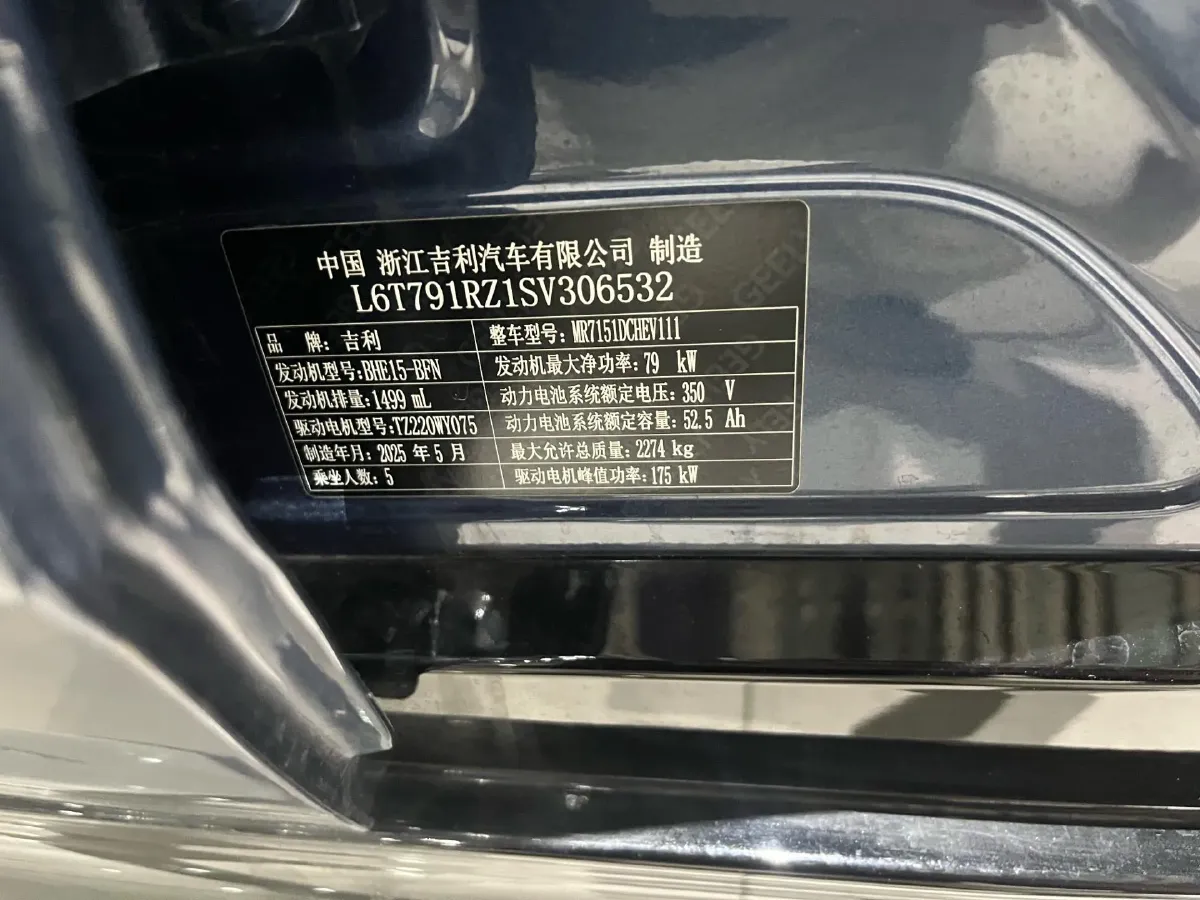 中国 浙江吉利汽车有限公司 制造
L6T791RZ1SV306532
品 牌: 吉利 整车型号: MR7151DCHEV111
发动机型号: BHE15-BFN 发动机最大净功率: 79 kW
发动机排量: 1499 mL 动力电池系统额定电压: 350 V
驱动电机型号: TZ220WY075 动力电池系统额定容量: 52.5 Ah
制造年月: 2025 年 5 月 最大允许总质量: 2274 kg
乘坐人数: 5 驱动电机峰值功率: 175 kW